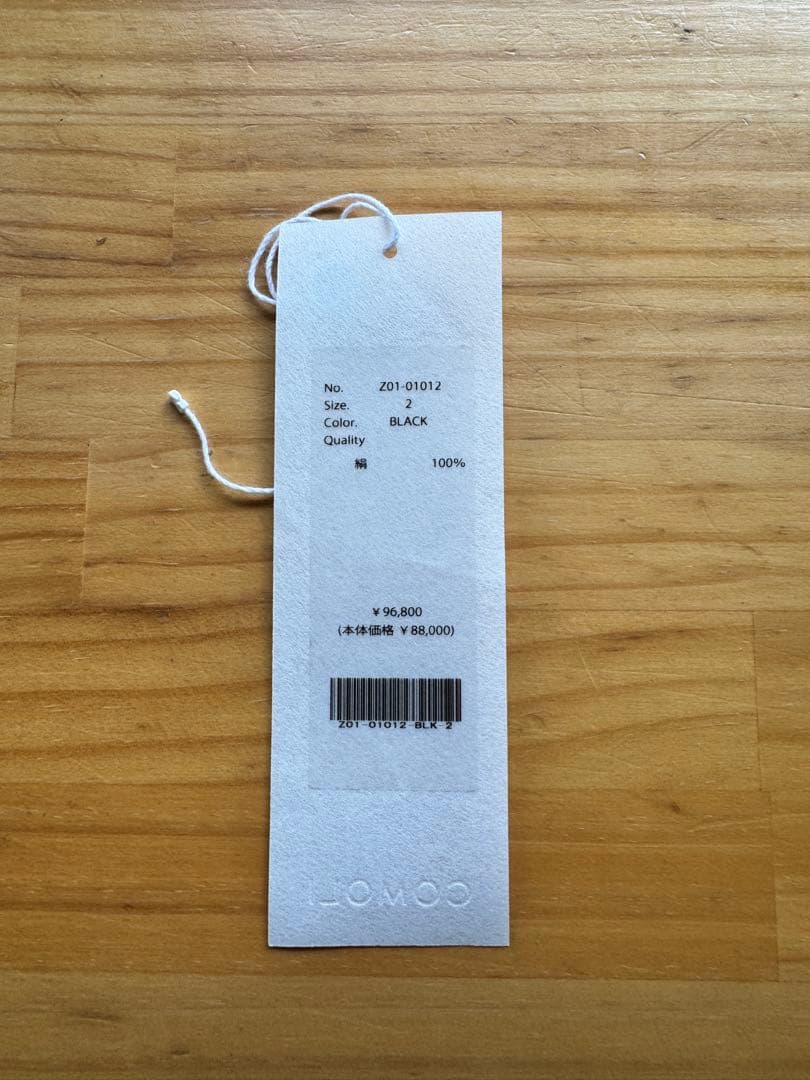 No. Z01-01012
Size. 2
Color. BLACK
Quality
絹 100%
¥96,800
(本体価格 ¥88,000)
Z01-01012-BLK-2
COMOLI